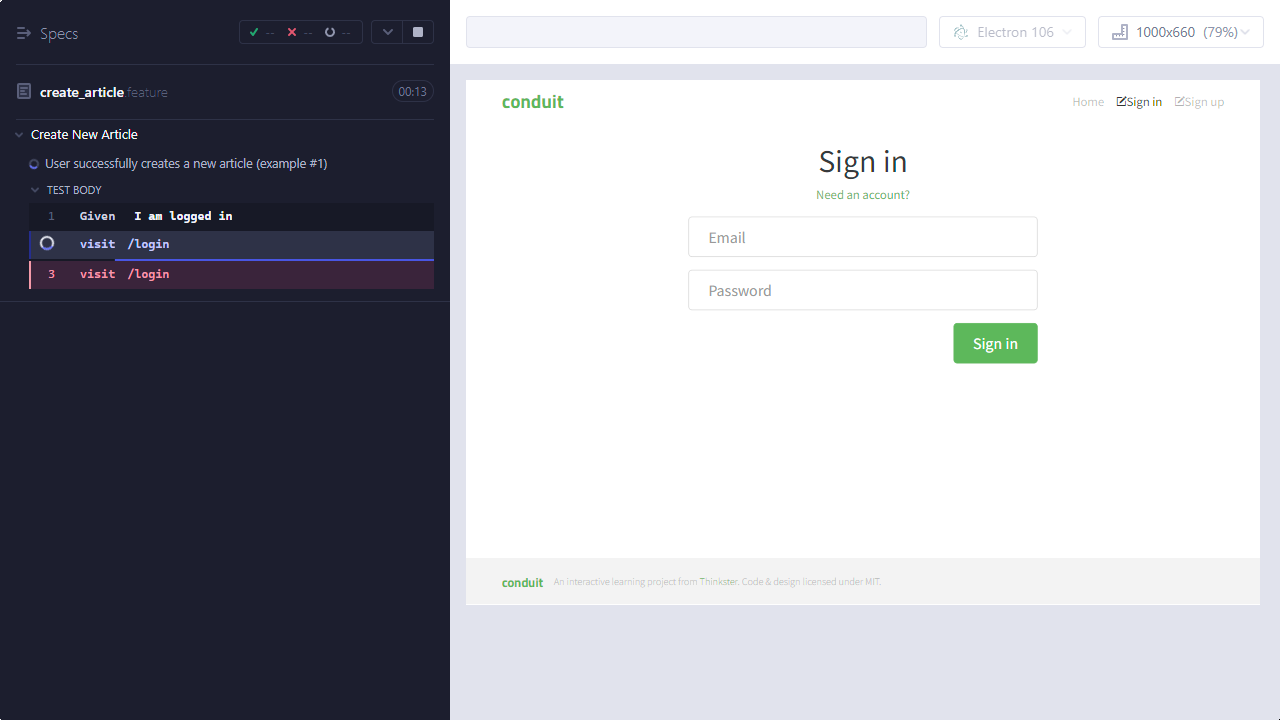 Specs
--
--
--
create_article.feature
00:13
Create New Article
User successfully creates a new article (example #1)
TEST BODY
1 Given I am logged in
visit /login
3 visit /login
Electron 106
1000x660 (79%)
conduit
Home
Sign in
Sign up
Sign in
Need an account?
Email
Password
Sign in
conduit
An interactive learning project from Thinkster. Code & design licensed under MIT.